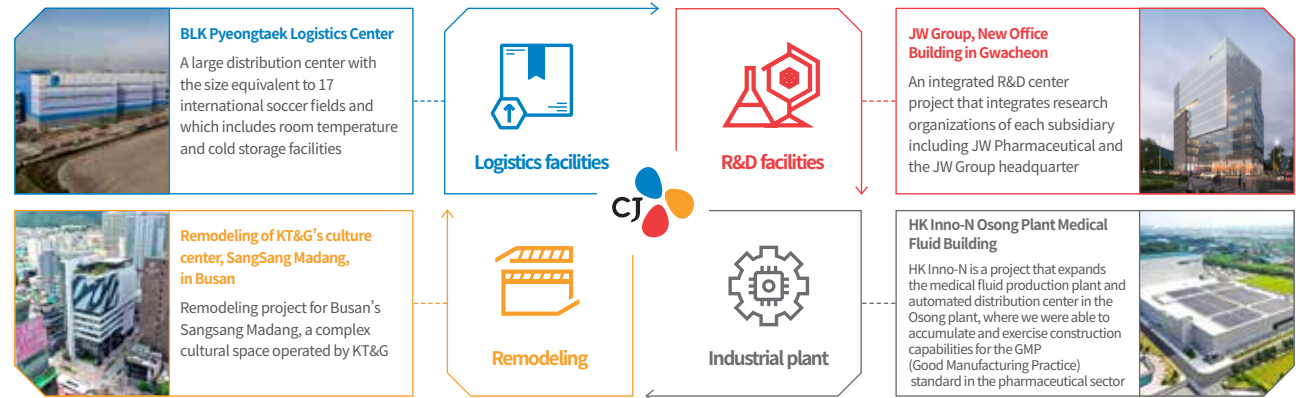 BLK Pyeongtaek Logistics Center
A large distribution center with
the size equivalent to 17
international soccer fields and
which includes room temperature
and cold storage facilities
Logistics facilities
R&D facilities
JW Group, New Office
Building in Gwacheon
An integrated R&D center
project that integrates research
organizations of each subsidiary
including JW Pharmaceutical and
the JW Group headquarter
CJ
Remodeling of KT&G's culture
center, SangSang Madang,
in Busan
Remodeling project for Busan's
Sangsang Madang, a complex
cultural space operated by KT&G
Remodeling
Industrial plant
HK Inno-N Osong Plant Medical
Fluid Building
HK Inno-N is a project that expands
the medical fluid production plant and
automated distribution center in the
Osong plant, where we were able to
accumulate and exercise construction
capabilities for the GMP
(Good Manufacturing Practice)
standard in the pharmaceutical sector